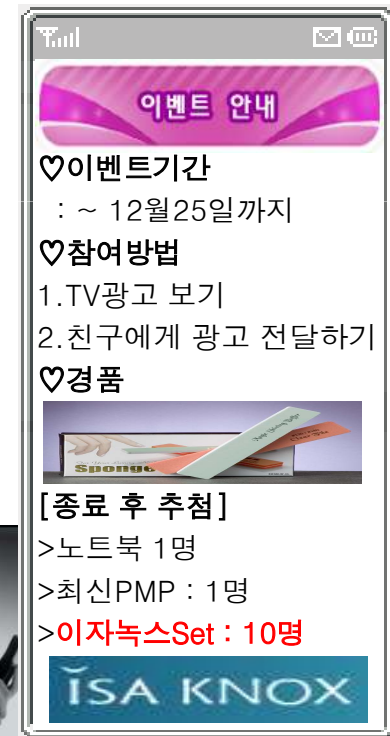 이벤트 안내
♡이벤트기간
: ~ 12월25일까지
♡참여방법
1.TV광고 보기
2.친구에게 광고 전달하기
♡경품
Sponge
[종료 후 추첨]
>노트북 1명
>최신PMP : 1명
>이자녹스Set : 10명
ĬSA KNOX